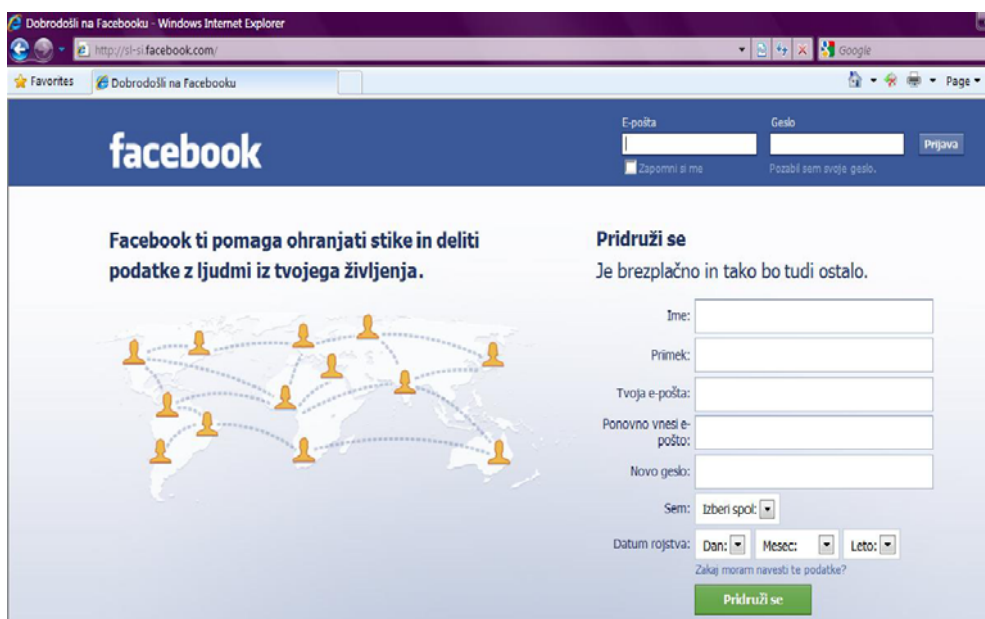 Dobrodošli na Facebooku - Windows Internet Explorer
http://sl-si.facebook.com/
Google
Favorites
Dobrodošli na Facebooku
Page
facebook
E-pošta
Geslo
Prijava
Zapomni si me
Pozabil sem svoje geslo.
Facebook ti pomaga ohranjati stike in deliti
podatke z ljudmi iz tvojega življenja.
Pridruži se
Je brezplačno in tako bo tudi ostalo.
Ime:
Priimek:
Tvoja e-pošta:
Ponovno vnesi e-
pošto:
Novo geslo:
Sem: Izberi spol:
Datum rojstva: Dan: Mesec: Leto:
Zakaj moram navesti te podatke?
Pridruži se